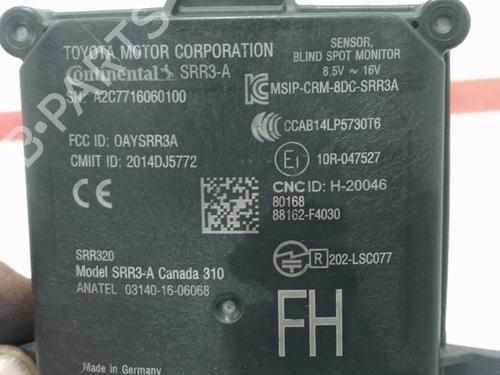 TOYOTA MOTOR CORPORATION
Continental SRR3-A
SN: A2C7716060100
SENSOR,
BLIND SPOT MONITOR
8.5V ~ 16V
MSIP-CRM-8DC-SRR3A
CCAB14LP5730T6
FCC ID: OAYSRR3A
CMIIT ID: 2014DJ5772
E1 10R-047527
CE
CNC ID: H-20046
80168
88162-F4030
SRR320
Model SRR3-A Canada 310
ANATEL 03140-16-06068
R 202-LSC077
FH
Made in Germany
B-PARTS